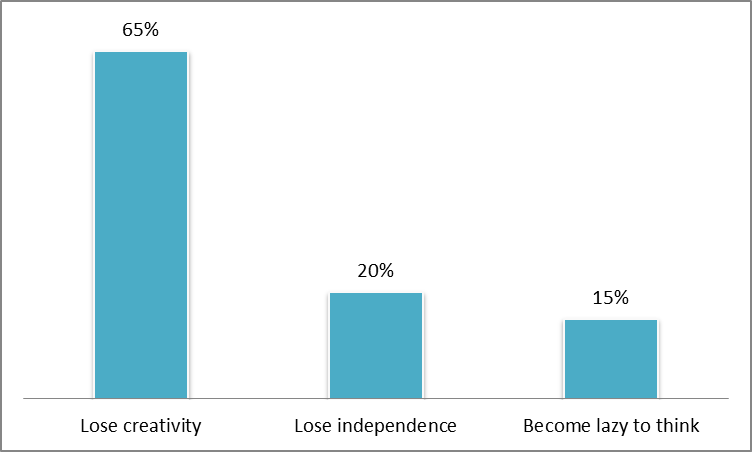 65%
20%
15%
Lose creativity
Lose independence
Become lazy to think